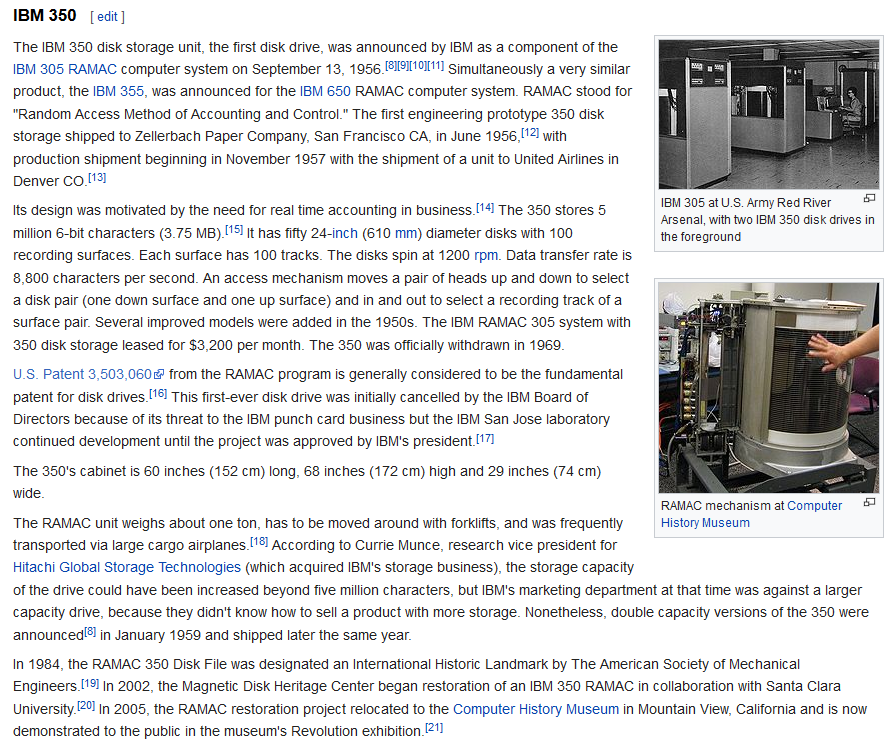 IBM 350 [ edit ]
The IBM 350 disk storage unit, the first disk drive, was announced by IBM as a component of the
IBM 305 RAMAC computer system on September 13, 1956.[8][9][10][11] Simultaneously a very similar
product, the IBM 355, was announced for the IBM 650 RAMAC computer system. RAMAC stood for
"Random Access Method of Accounting and Control." The first engineering prototype 350 disk
storage shipped to Zellerbach Paper Company, San Francisco CA, in June 1956,[12] with
production shipment beginning in November 1957 with the shipment of a unit to United Airlines in
Denver CO.[13]
Its design was motivated by the need for real time accounting in business.[14] The 350 stores 5
million 6-bit characters (3.75 MB).[15] It has fifty 24-inch (610 mm) diameter disks with 100
recording surfaces. Each surface has 100 tracks. The disks spin at 1200 rpm. Data transfer rate is
8,800 characters per second. An access mechanism moves a pair of heads up and down to select
a disk pair (one down surface and one up surface) and in and out to select a recording track of a
surface pair. Several improved models were added in the 1950s. The IBM RAMAC 305 system with
350 disk storage leased for $3,200 per month. The 350 was officially withdrawn in 1969.
U.S. Patent 3,503,060 from the RAMAC program is generally considered to be the fundamental
patent for disk drives.[16] This first-ever disk drive was initially cancelled by the IBM Board of
Directors because of its threat to the IBM punch card business but the IBM San Jose laboratory
continued development until the project was approved by IBM's president.[17]
The 350's cabinet is 60 inches (152 cm) long, 68 inches (172 cm) high and 29 inches (74 cm)
wide.
The RAMAC unit weighs about one ton, has to be moved around with forklifts, and was frequently
transported via large cargo airplanes.[18] According to Currie Munce, research vice president for
Hitachi Global Storage Technologies (which acquired IBM's storage business), the storage capacity
of the drive could have been increased beyond five million characters, but IBM's marketing department at that time was against a larger
capacity drive, because they didn't know how to sell a product with more storage. Nonetheless, double capacity versions of the 350 were
announced[8] in January 1959 and shipped later the same year.
In 1984, the RAMAC 350 Disk File was designated an International Historic Landmark by The American Society of Mechanical
Engineers.[19] In 2002, the Magnetic Disk Heritage Center began restoration of an IBM 350 RAMAC in collaboration with Santa Clara
University.[20] In 2005, the RAMAC restoration project relocated to the Computer History Museum in Mountain View, California and is now
demonstrated to the public in the museum's Revolution exhibition.[21]
IBM 305 at U.S. Army Red River
Arsenal, with two IBM 350 disk drives in
the foreground
RAMAC mechanism at Computer
History Museum